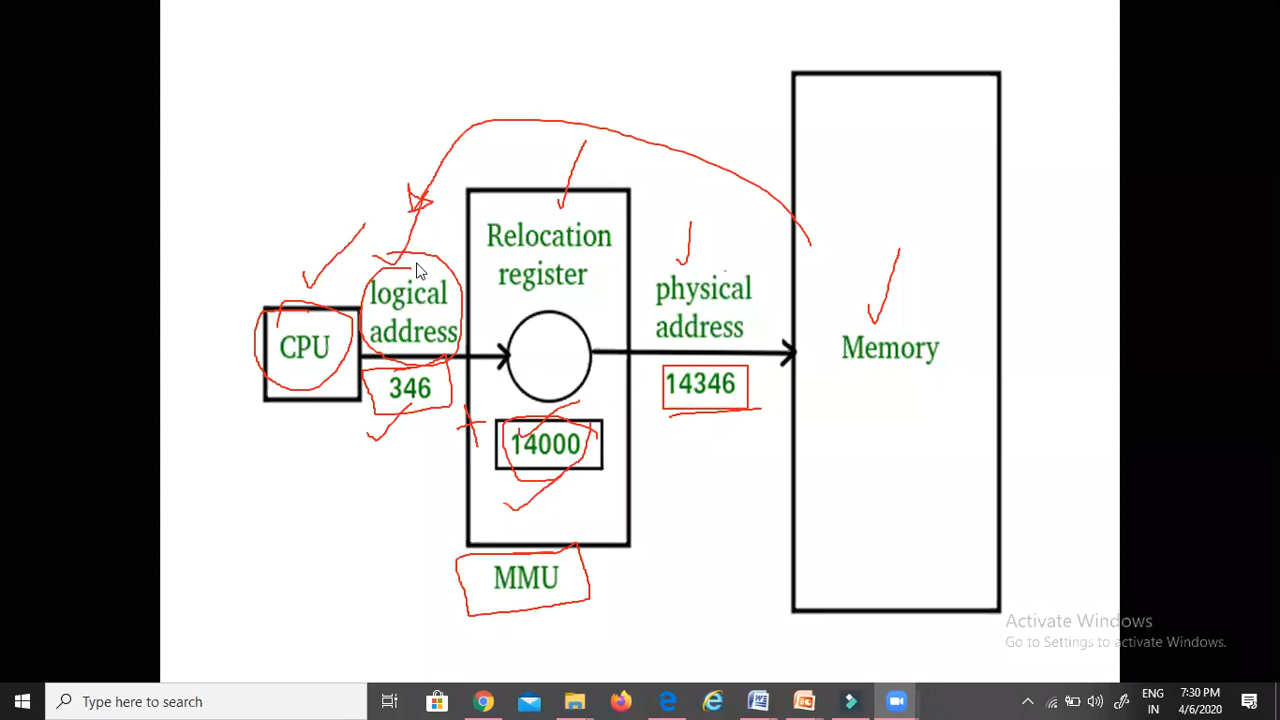 Relocation
register
logical
address
physical
address
CPU
Memory
346
14346
+
14000
MMU
Activate Windows
Go to Settings to activate Windows.
Type here to search
ENG
IN
7:30 PM
4/6/2020